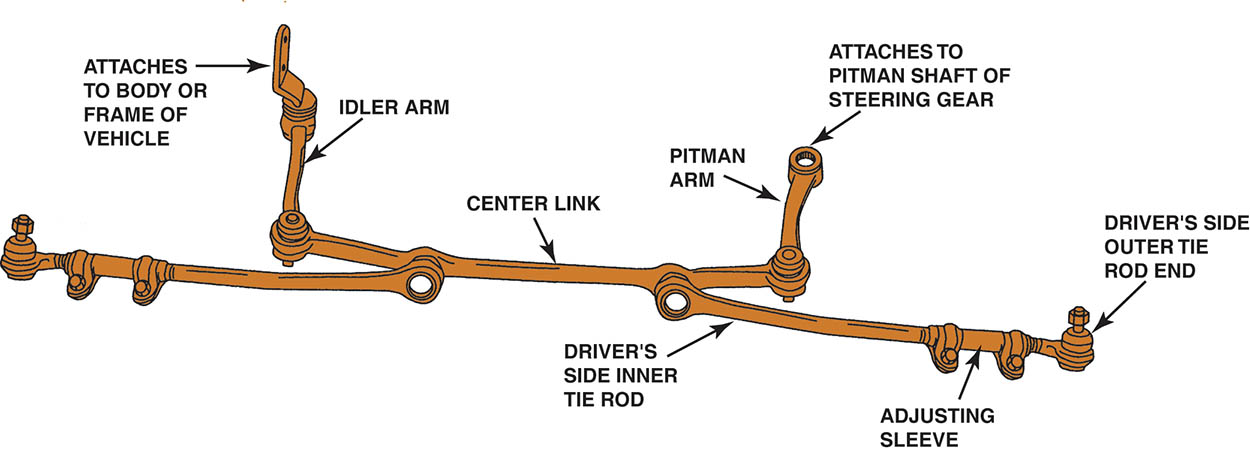 ATTACHES
TO BODY OR
FRAME OF
VEHICLE
IDLER ARM
CENTER LINK
PITMAN
ARM
ATTACHES TO
PITMAN SHAFT OF
STEERING GEAR
DRIVER'S SIDE
OUTER TIE
ROD END
DRIVER'S
SIDE INNER
TIE ROD
ADJUSTING
SLEEVE